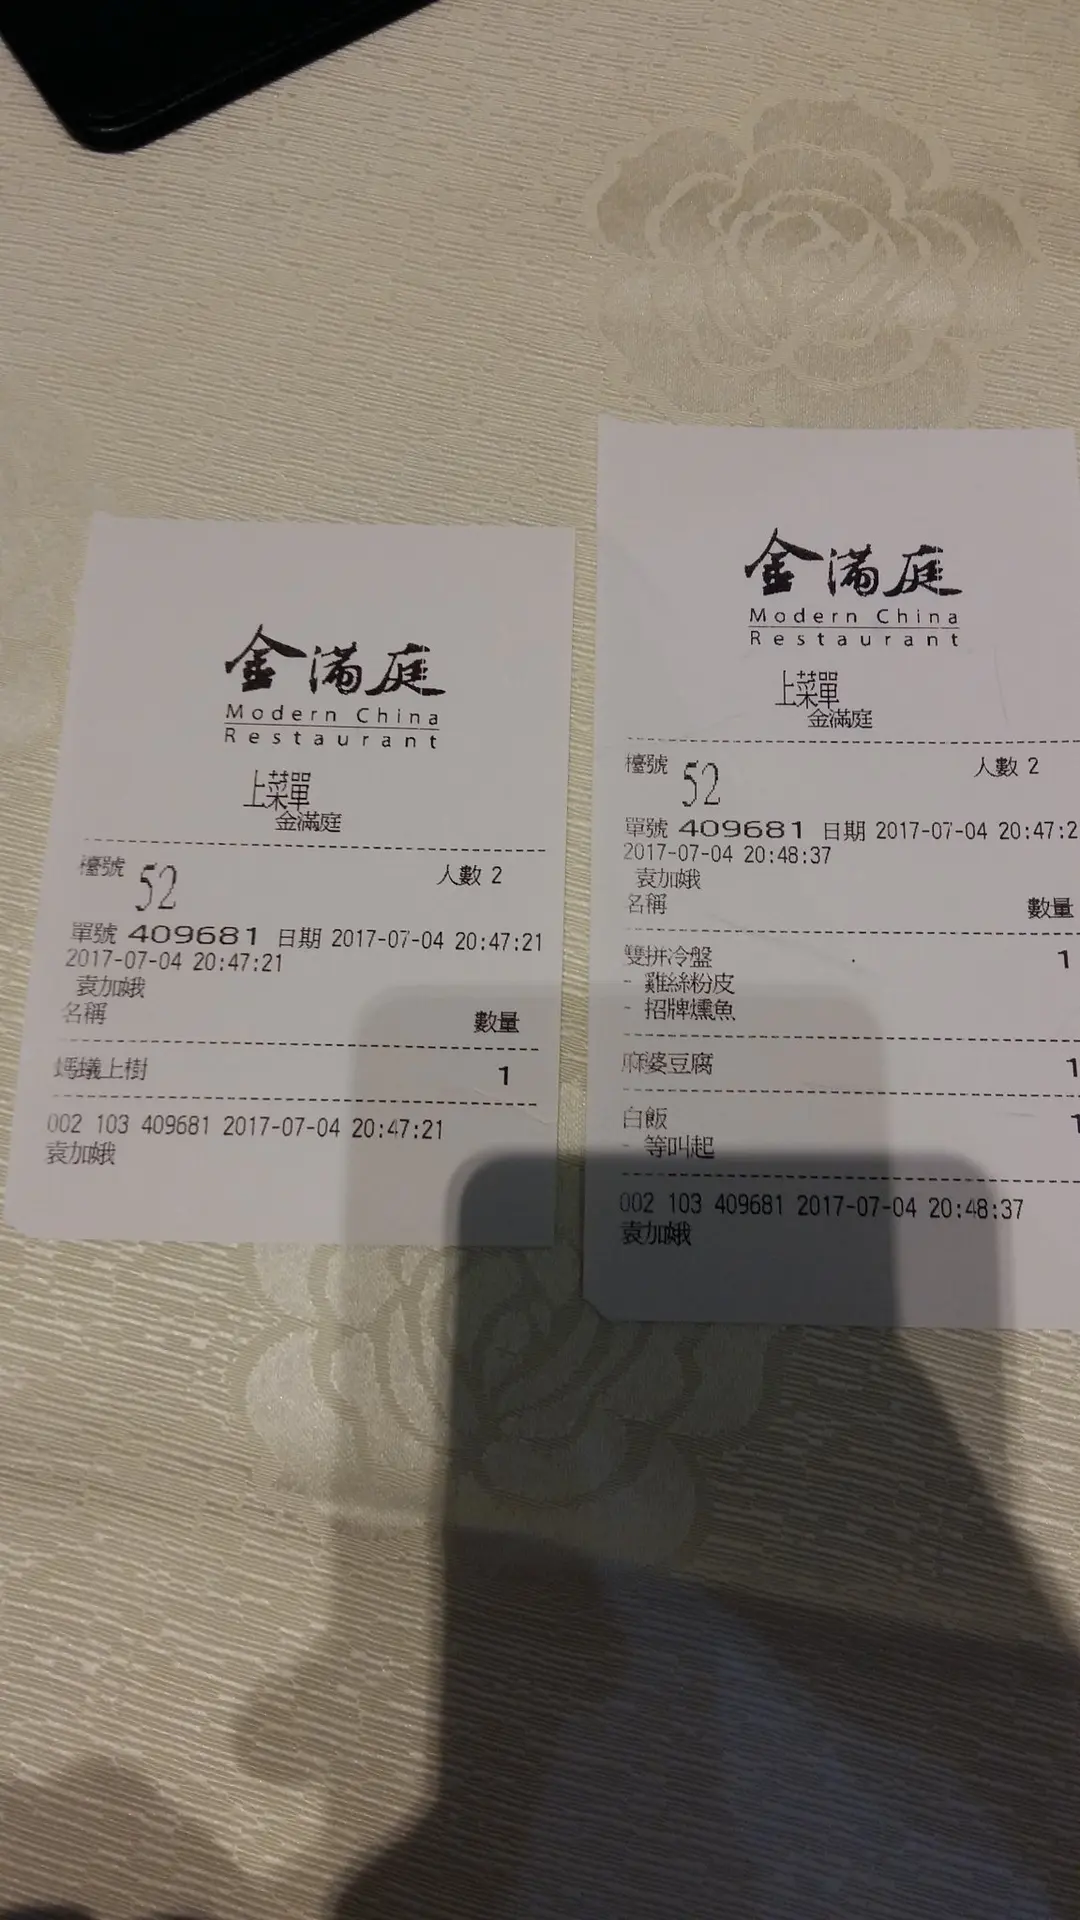 金滿庭
Modern China
Restaurant
上菜單
金滿庭
檯號 52 人數 2
單號 409681 日期 2017-07-04 20:47:21
2017-07-04 20:47:21
袁加娥
名稱 數量
螞蟻上樹 1
002 103 409681 2017-07-04 20:47:21
袁加娥
金滿庭
Modern China
Restaurant
上菜單
金滿庭
檯號 52 人數 2
單號 409681 日期 2017-07-04 20:47:2
2017-07-04 20:48:37
袁加娥
名稱 數量
雙拼冷盤 1
- 雞絲粉皮
- 招牌燻魚
麻婆豆腐 1
白飯 1
- 等叫起
002 103 409681 2017-07-04 20:48:37
袁加娥